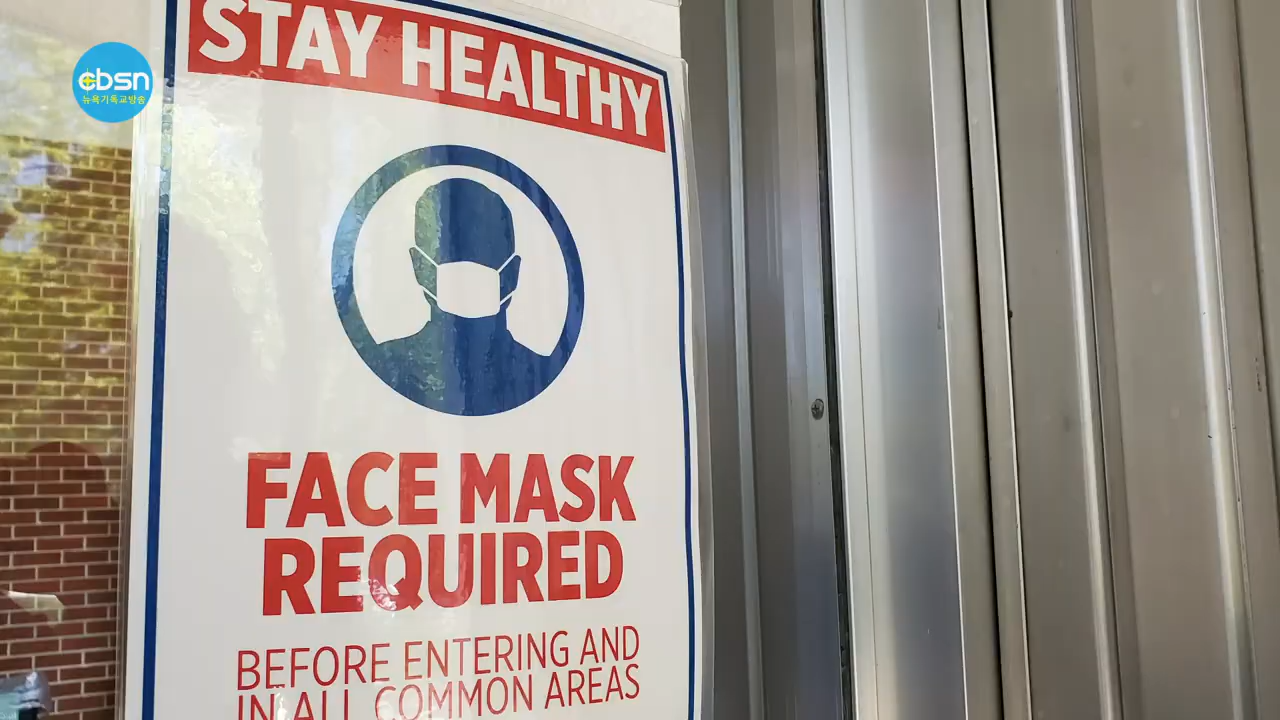 cbsn
뉴욕기독교방송
STAY HEALTHY
FACE MASK
REQUIRED
BEFORE ENTERING AND
IN ALL COMMON AREAS